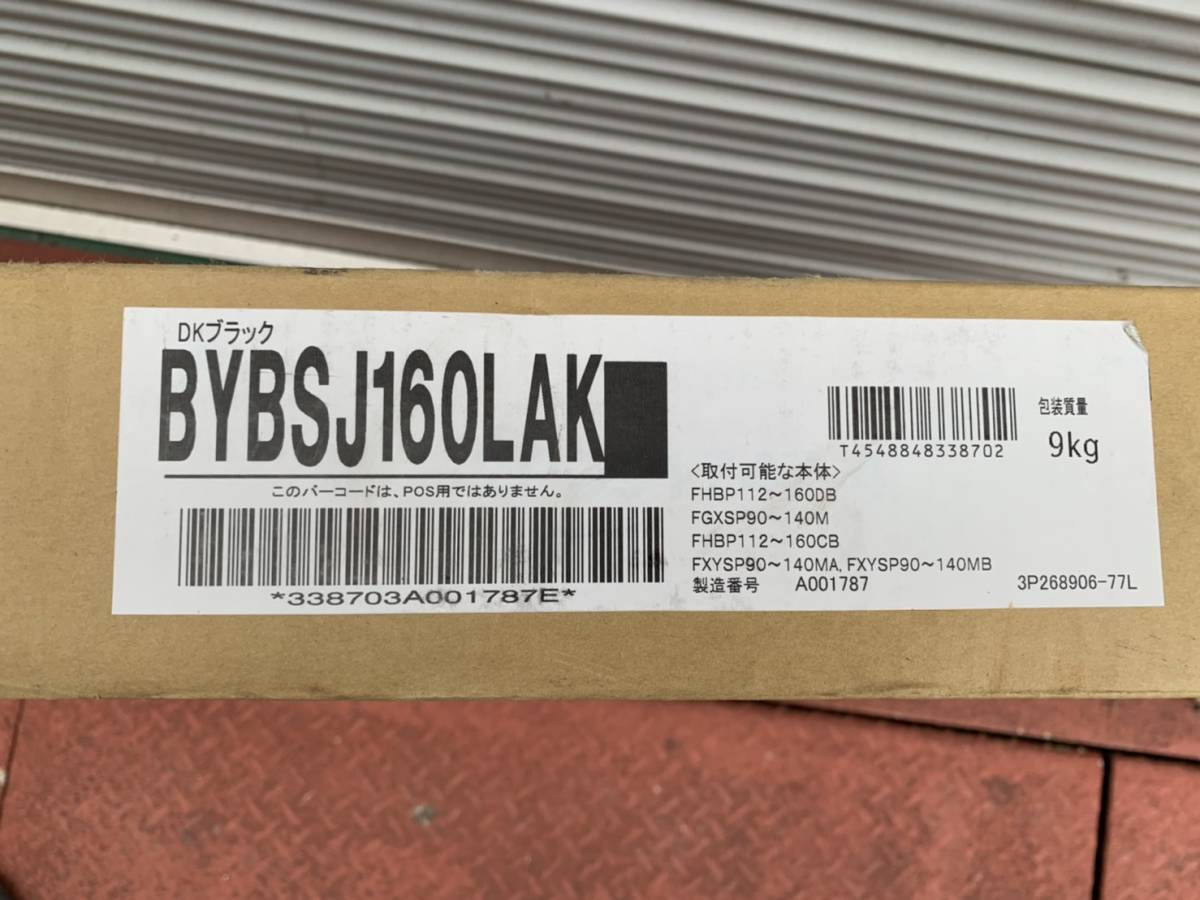 DKブラック
BYBSJ160LAK
このバーコードは、POS用ではありません。
*338703A001787E*
T4548848338702
包装質量
9kg
<取付可能な本体>
FHBP112～160DB
FGXSP90～140M
FHBP112～160CB
FXYSP90～140MA, FXYSP90～140MB
製造番号 A001787
3P268906-77L